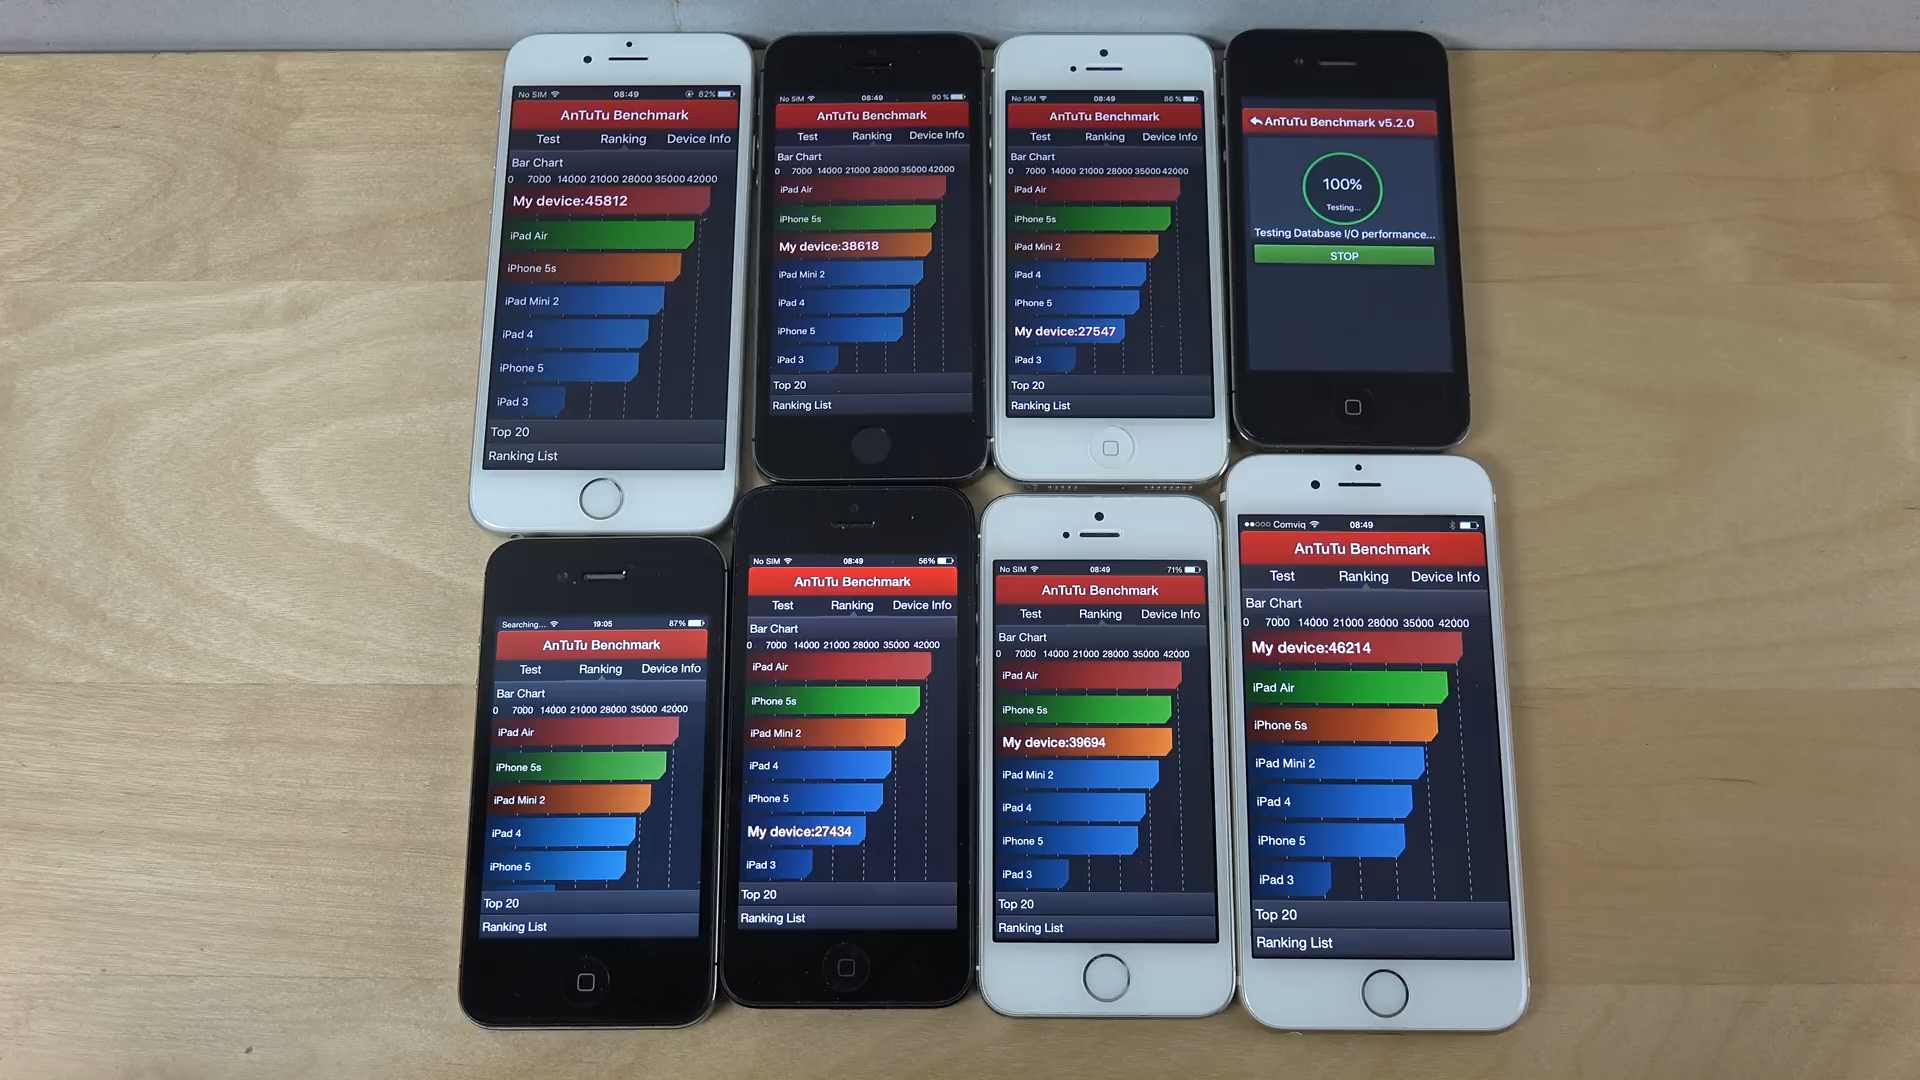 No SIM 08:49 82%
AnTuTu Benchmark
Test Ranking Device Info
Bar Chart
0 7000 14000 21000 28000 35000 42000
My device:45812
iPad Air
iPhone 5s
iPad Mini 2
iPad 4
iPhone 5
iPad 3
Top 20
Ranking List
No SIM 08:49 90 %
AnTuTu Benchmark
Test Ranking Device Info
Bar Chart
0 7000 14000 21000 28000 35000 42000
iPad Air
iPhone 5s
My device:38618
iPad Mini 2
iPad 4
iPhone 5
iPad 3
Top 20
Ranking List
No SIM 08:49 86 %
AnTuTu Benchmark
Test Ranking Device Info
Bar Chart
0 7000 14000 21000 28000 35000 42000
iPad Air
iPhone 5s
iPad Mini 2
iPad 4
iPhone 5
My device:27547
iPad 3
Top 20
Ranking List
AnTuTu Benchmark v5.2.0
100%
Testing...
Testing Database I/O performance...
STOP
Searching... 19:05 87%
AnTuTu Benchmark
Test Ranking Device Info
Bar Chart
0 7000 14000 21000 28000 35000 42000
iPad Air
iPhone 5s
iPad Mini 2
iPad 4
iPhone 5
Top 20
Ranking List
No SIM 08:49 56%
AnTuTu Benchmark
Test Ranking Device Info
Bar Chart
0 7000 14000 21000 28000 35000 42000
iPad Air
iPhone 5s
iPad Mini 2
iPad 4
iPhone 5
My device:27434
iPad 3
Top 20
Ranking List
No SIM 08:49 71%
AnTuTu Benchmark
Test Ranking Device Info
Bar Chart
0 7000 14000 21000 28000 35000 42000
iPad Air
iPhone 5s
My device:39694
iPad Mini 2
iPad 4
iPhone 5
iPad 3
Top 20
Ranking List
Comviq 08:49
AnTuTu Benchmark
Test Ranking Device Info
Bar Chart
0 7000 14000 21000 28000 35000 42000
My device:46214
iPad Air
iPhone 5s
iPad Mini 2
iPad 4
iPhone 5
iPad 3
Top 20
Ranking List